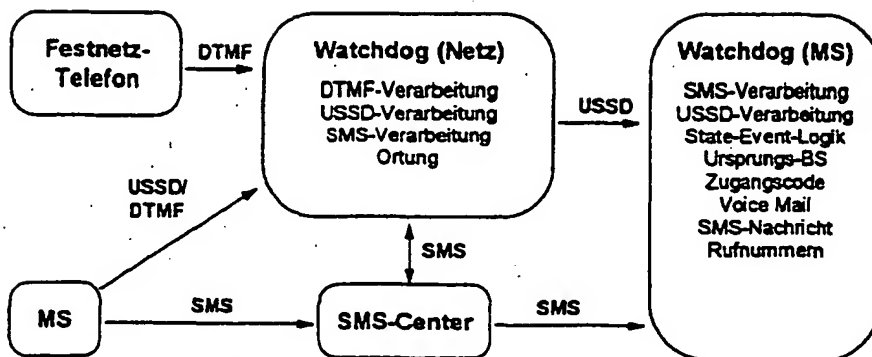 Festnetz-
Telefon
DTMF
Watchdog (Netz)
DTMF-Verarbeitung
USSD-Verarbeitung
SMS-Verarbeitung
Ortung
USSD
Watchdog (MS)
SMS-Verarbeitung
USSD-Verarbeitung
State-Event-Logik
Ursprungs-BS
Zugangscode
Voice Mail
SMS-Nachricht
Rufnummern
USSD/
DTMF
SMS
MS
SMS
SMS-Center
SMS